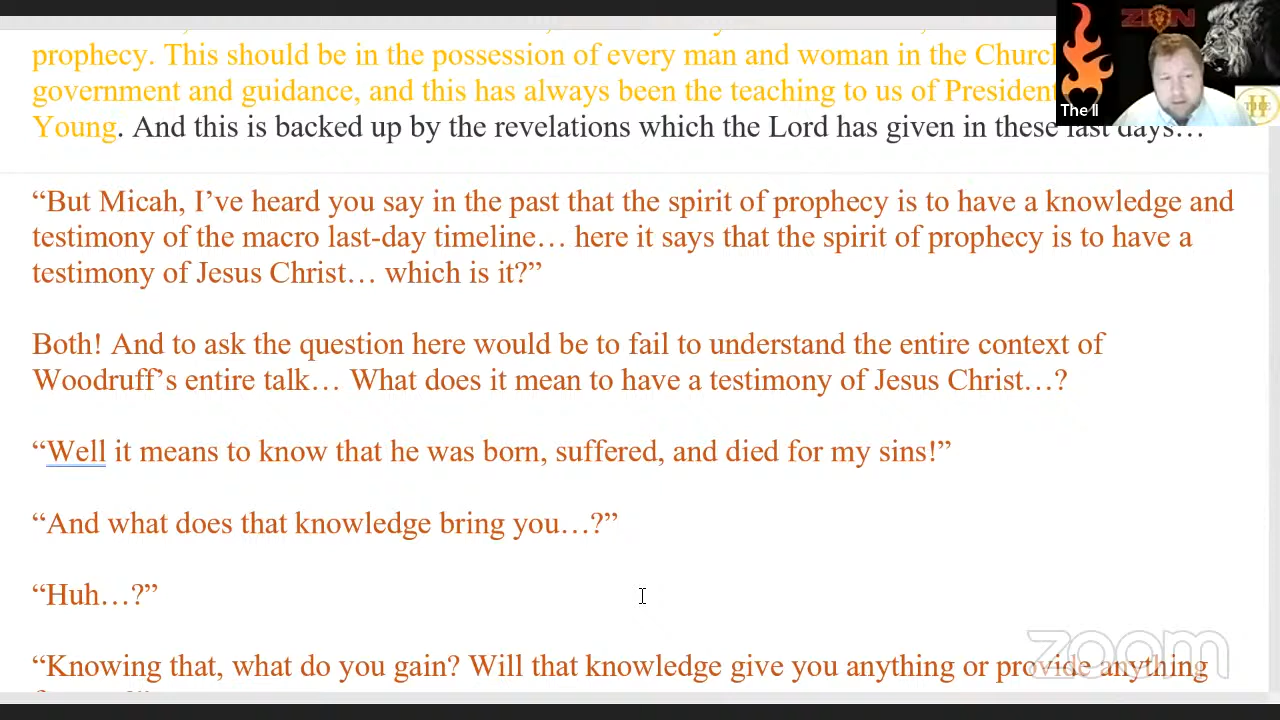 prophecy. This should be in the possession of every man and woman in the Church
government and guidance, and this has always been the teaching to us of President
Young. And this is backed up by the revelations which the Lord has given in these last days…
ZION
The II
THE
II
“But Micah, I’ve heard you say in the past that the spirit of prophecy is to have a knowledge and
testimony of the macro last-day timeline… here it says that the spirit of prophecy is to have a
testimony of Jesus Christ… which is it?”
Both! And to ask the question here would be to fail to understand the entire context of
Woodruff’s entire talk… What does it mean to have a testimony of Jesus Christ…?
“Well it means to know that he was born, suffered, and died for my sins!”
“And what does that knowledge bring you…?”
“Huh…?”
“Knowing that, what do you gain? Will that knowledge give you anything or provide anything
zoom